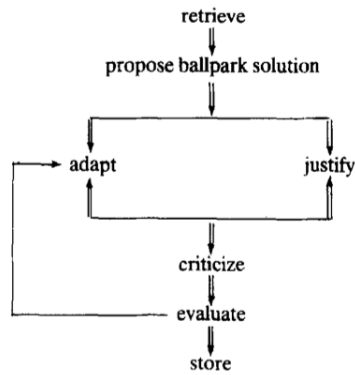 retrieve
propose ballpark solution
adapt
justify
criticize
evaluate
store